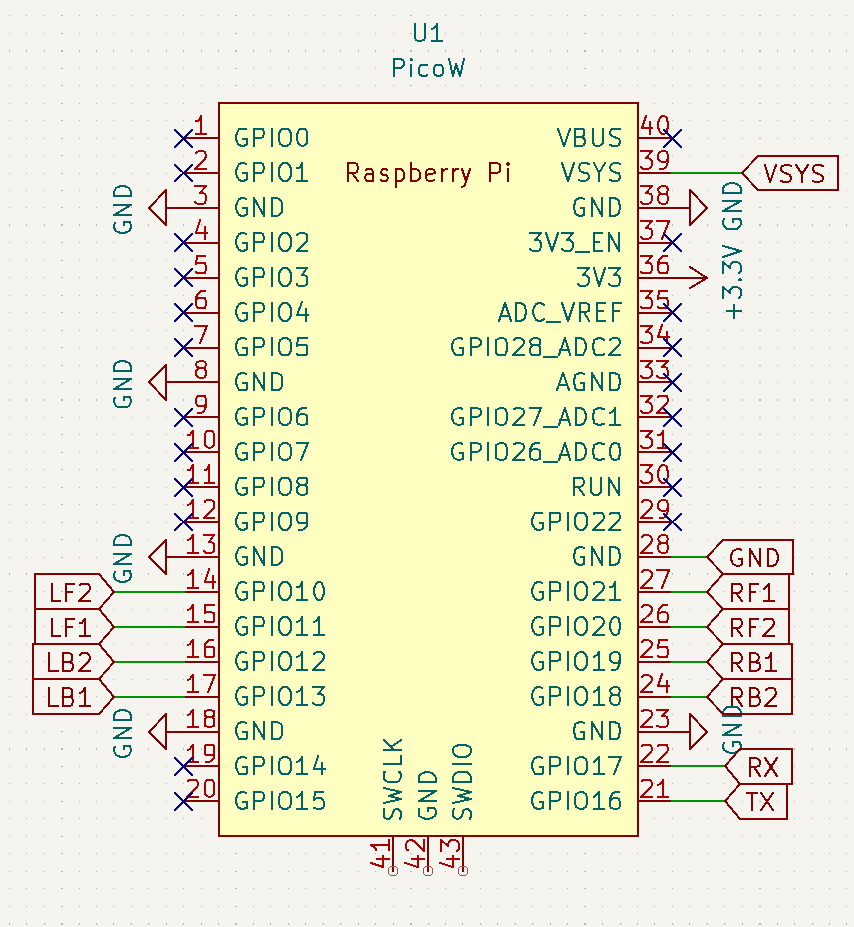 U1
PicoW
Raspberry Pi
1 GPIO0
2 GPIO1
GND 3 GND
4 GPIO2
5 GPIO3
6 GPIO4
7 GPIO5
GND 8 GND
9 GPIO6
10 GPIO7
11 GPIO8
12 GPIO9
GND 13 GND
LF2 14 GPIO10
LF1 15 GPIO11
LB2 16 GPIO12
LB1 17 GPIO13
GND 18 GND
19 GPIO14
20 GPIO15
VBUS 40
VSYS 39 VSYS
GND 38 GND
3V3_EN 37
3V3 36 +3.3V
ADC_VREF 35
GPIO28_ADC2 34
AGND 33
GPIO27_ADC1 32
GPIO26_ADC0 31
RUN 30
GPIO22 29
GND 28 GND
GPIO21 27 RF1
GPIO20 26 RF2
GPIO19 25 RB1
GPIO18 24 RB2
GND 23 GND
GPIO17 22 RX
GPIO16 21 TX
SWCLK 41
GND 42
SWDIO 43